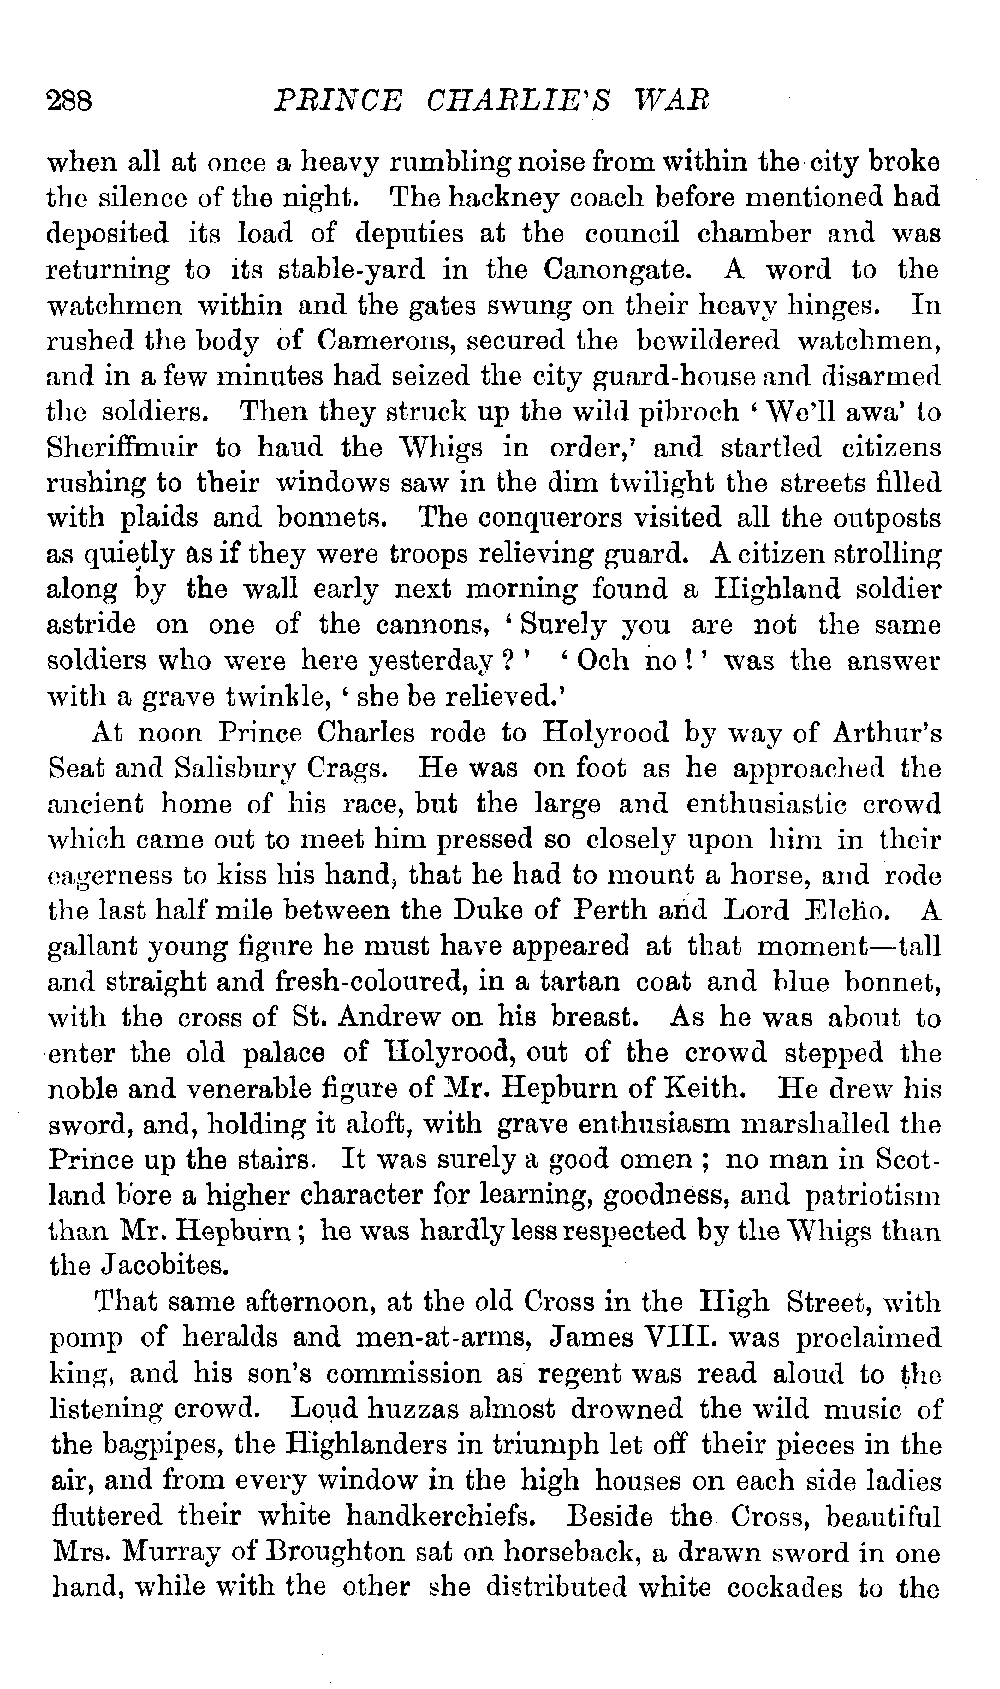 288 PRINCE CHARLIE'S WAR
when all at once a heavy rumbling noise from within the city broke
the silence of the night. The hackney coach before mentioned had
deposited its load of deputies at the council chamber and was
returning to its stable-yard in the Canongate. A word to the
watchmen within and the gates swung on their heavy hinges. In
rushed the body of Camerons, secured the bewildered watchmen,
and in a few minutes had seized the city guard-house and disarmed
the soldiers. Then they struck up the wild pibroch ‘ We'll awa' to
Sheriffmuir to haud the Whigs in order,’ and startled citizens
rushing to their windows saw in the dim twilight the streets filled
with plaids and bonnets. The conquerors visited all the outposts
as quietly as if they were troops relieving guard. A citizen strolling
along by the wall early next morning found a Highland soldier
astride on one of the cannons, ‘ Surely you are not the same
soldiers who were here yesterday ? ’ ‘ Och no ! ’ was the answer
with a grave twinkle, ‘ she be relieved.’
At noon Prince Charles rode to Holyrood by way of Arthur's
Seat and Salisbury Crags. He was on foot as he approached the
ancient home of his race, but the large and enthusiastic crowd
which came out to meet him pressed so closely upon him in their
eagerness to kiss his hand, that he had to mount a horse, and rode
the last half mile between the Duke of Perth and Lord Elcho. A
gallant young figure he must have appeared at that moment—tall
and straight and fresh-coloured, in a tartan coat and blue bonnet,
with the cross of St. Andrew on his breast. As he was about to
enter the old palace of Holyrood, out of the crowd stepped the
noble and venerable figure of Mr. Hepburn of Keith. He drew his
sword, and, holding it aloft, with grave enthusiasm marshalled the
Prince up the stairs. It was surely a good omen ; no man in Scot-
land bore a higher character for learning, goodness, and patriotism
than Mr. Hepburn ; he was hardly less respected by the Whigs than
the Jacobites.
That same afternoon, at the old Cross in the High Street, with
pomp of heralds and men-at-arms, James VIII. was proclaimed
king, and his son's commission as regent was read aloud to the
listening crowd. Loud huzzas almost drowned the wild music of
the bagpipes, the Highlanders in triumph let off their pieces in the
air, and from every window in the high houses on each side ladies
fluttered their white handkerchiefs. Beside the Cross, beautiful
Mrs. Murray of Broughton sat on horseback, a drawn sword in one
hand, while with the other she distributed white cockades to the